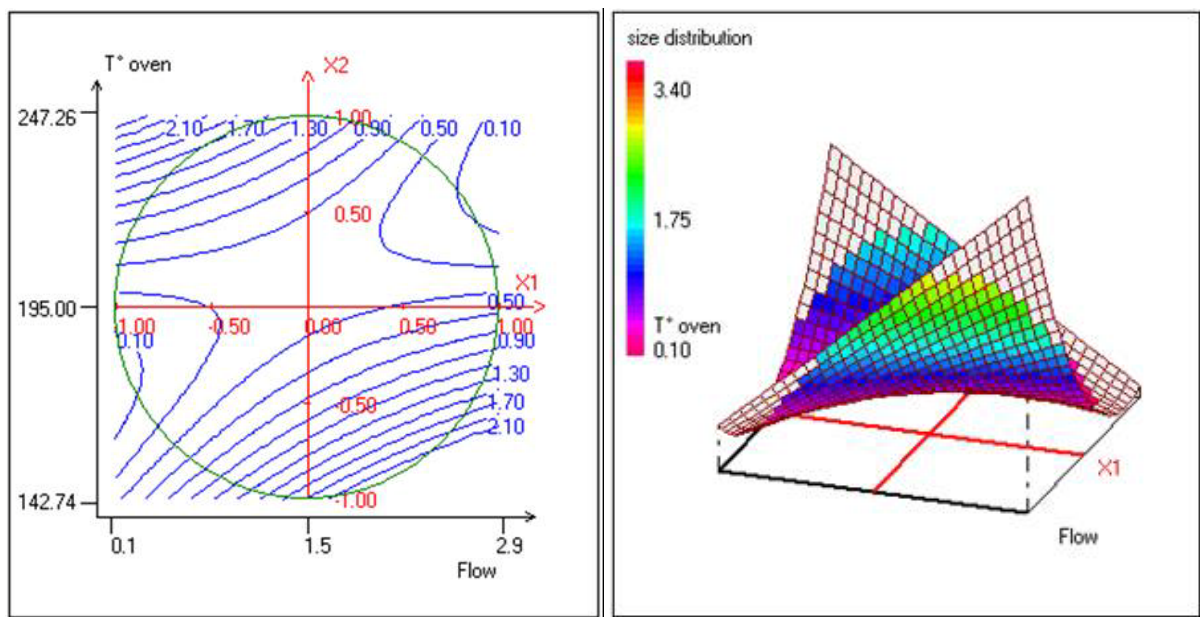 T° oven
X2
247.26
2.10 1.70 1.30 0.90 0.50 0.10
1.00
0.50
X1
195.00
1.00 -0.50 0.00 0.50 1.00
0.50
0.10
0.90
1.30
-0.50
1.70
2.10
142.74
-1.00
0.1 1.5 2.9
Flow
size distribution
3.40
1.75
T° oven
0.10
X1
Flow